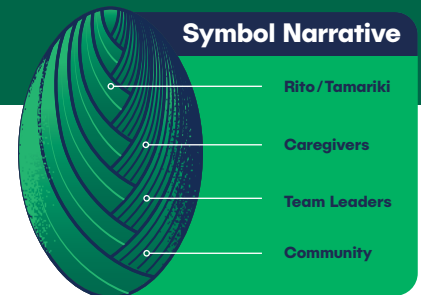 Symbol Narrative
Rito/Tamariki
Caregivers
Team Leaders
Community